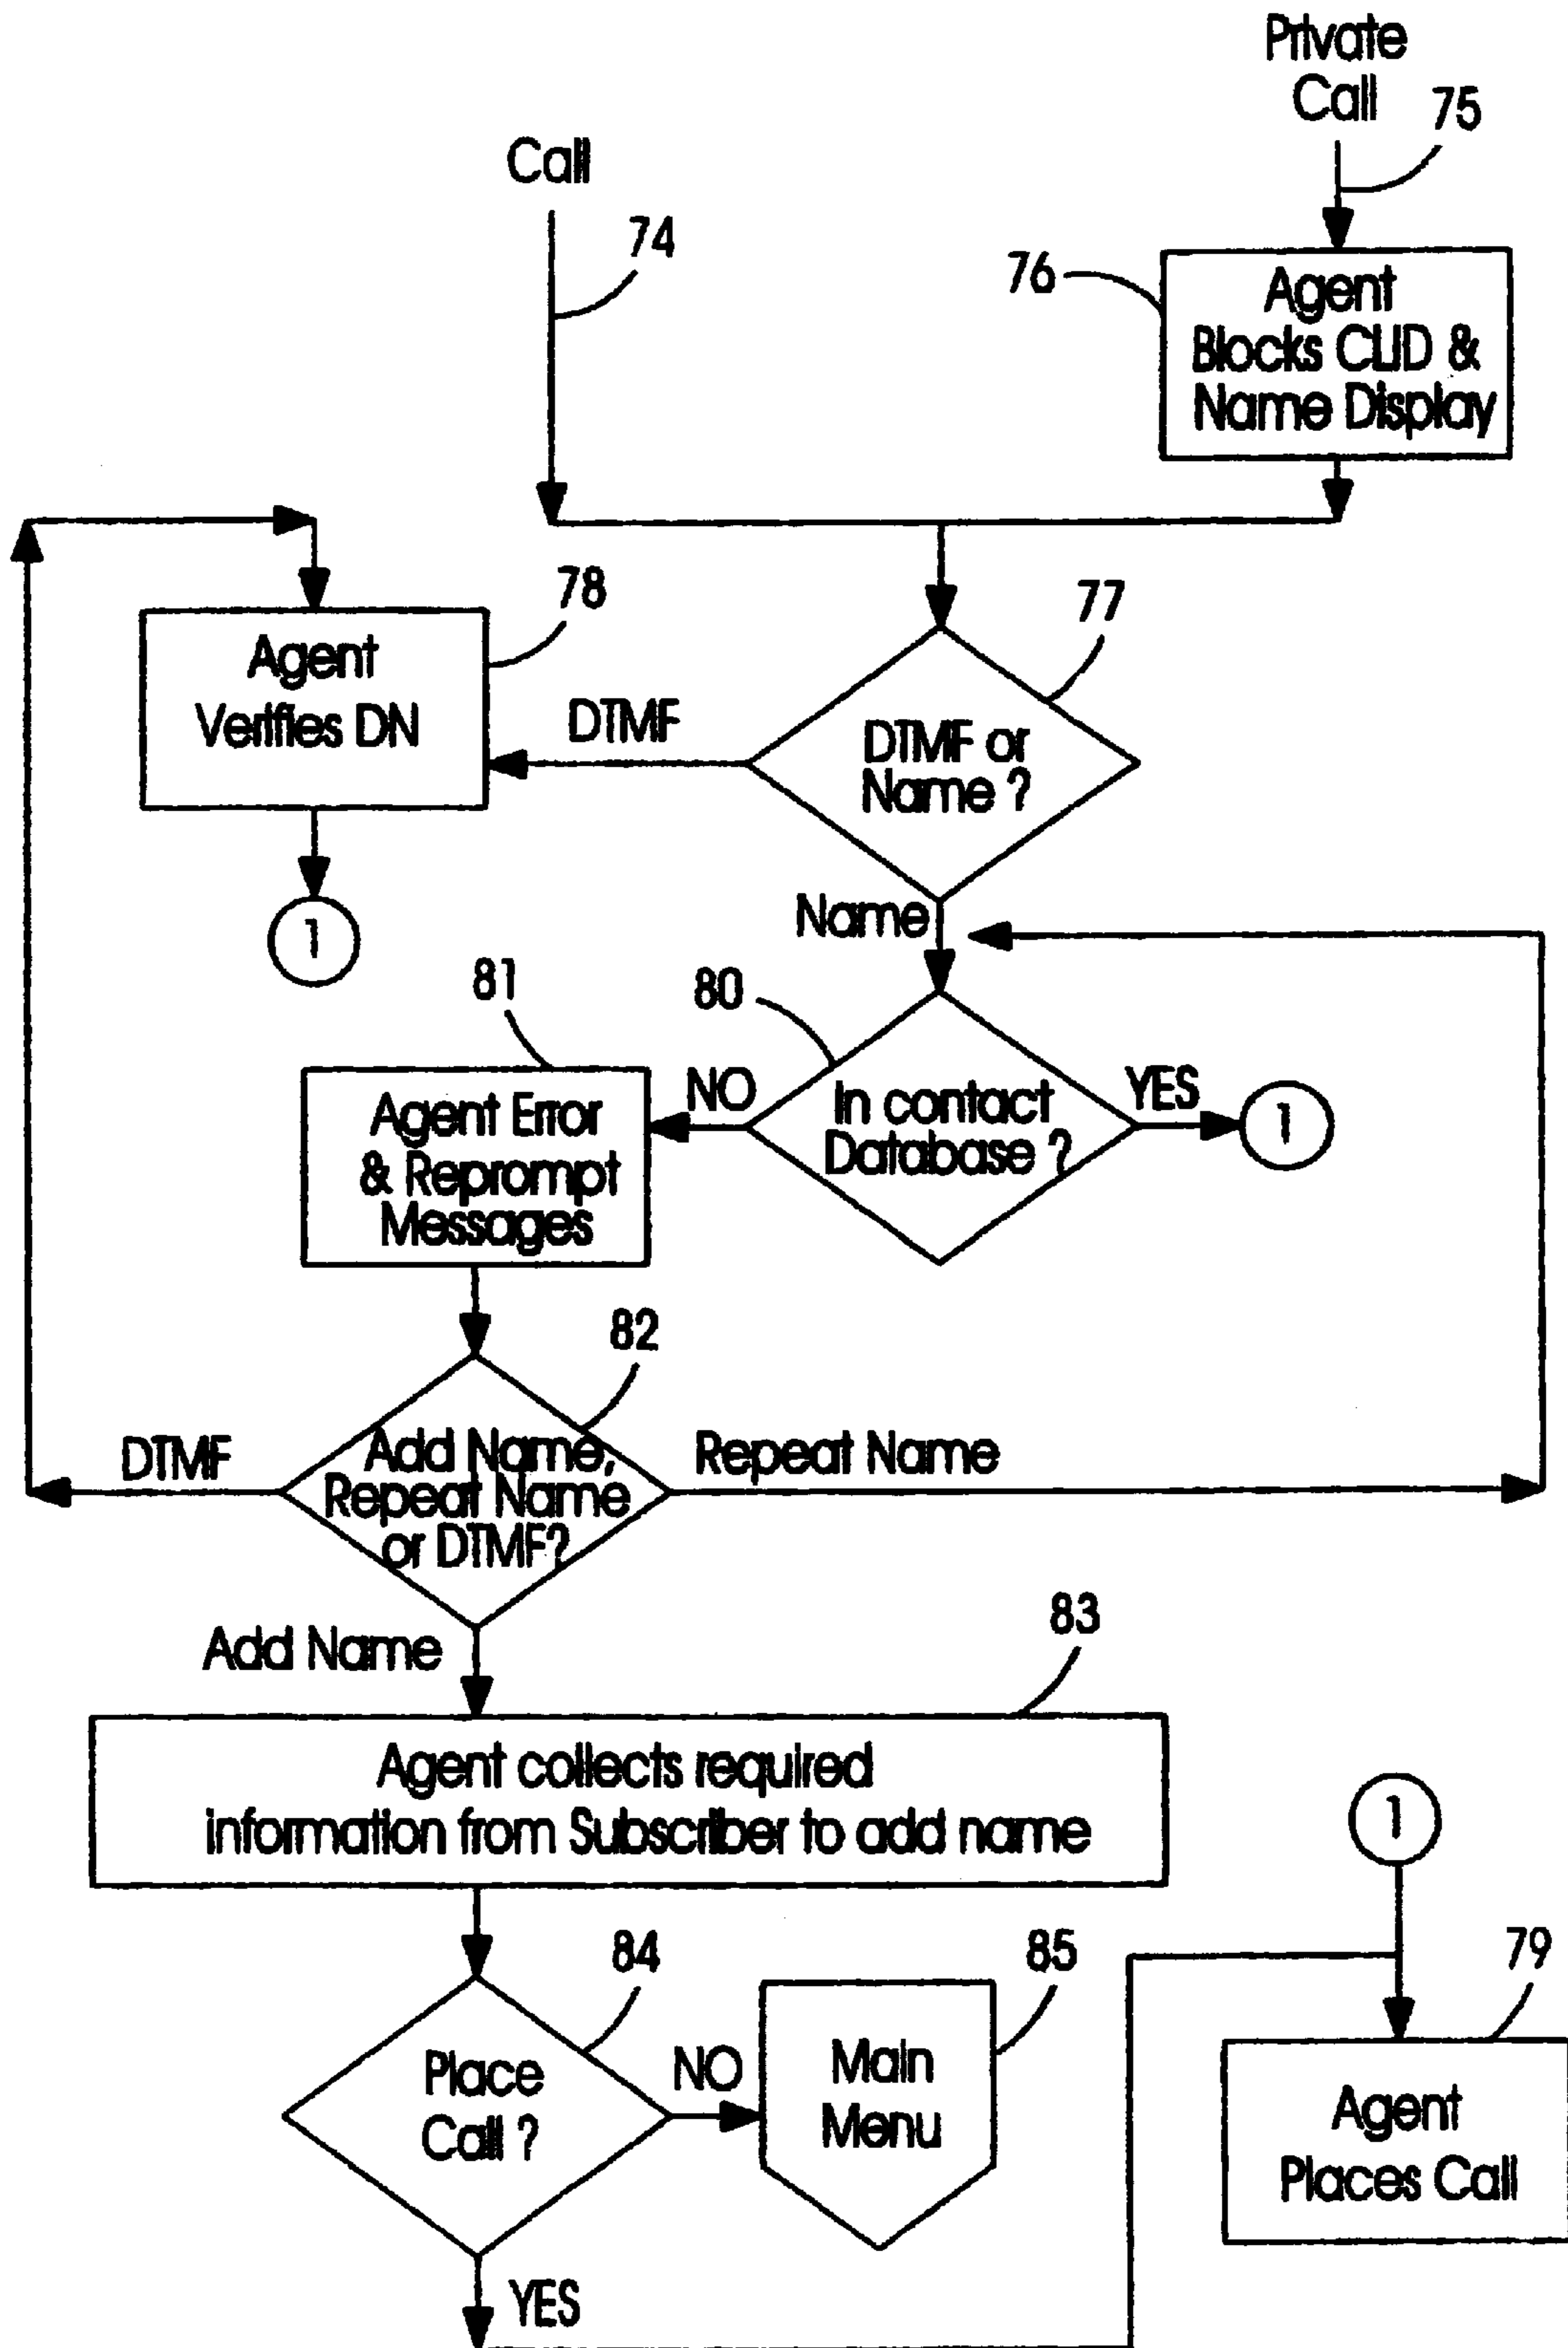 Private
Call
75
Call
74
76
Agent
Blocks CLID &
Name Display
78
77
Agent
Verifies DN
DTMF
DTMF or
Name ?
1
Name
81
80
Agent Error
& Reprompt
Messages
NO
In contact
Database ?
YES
1
82
DTMF
Add Name,
Repeat Name
or DTMF?
Repeat Name
Add Name
83
Agent collects required
information from Subscriber to add name
1
84
85
79
Place
Call ?
NO
Main
Menu
Agent
Places Call
YES